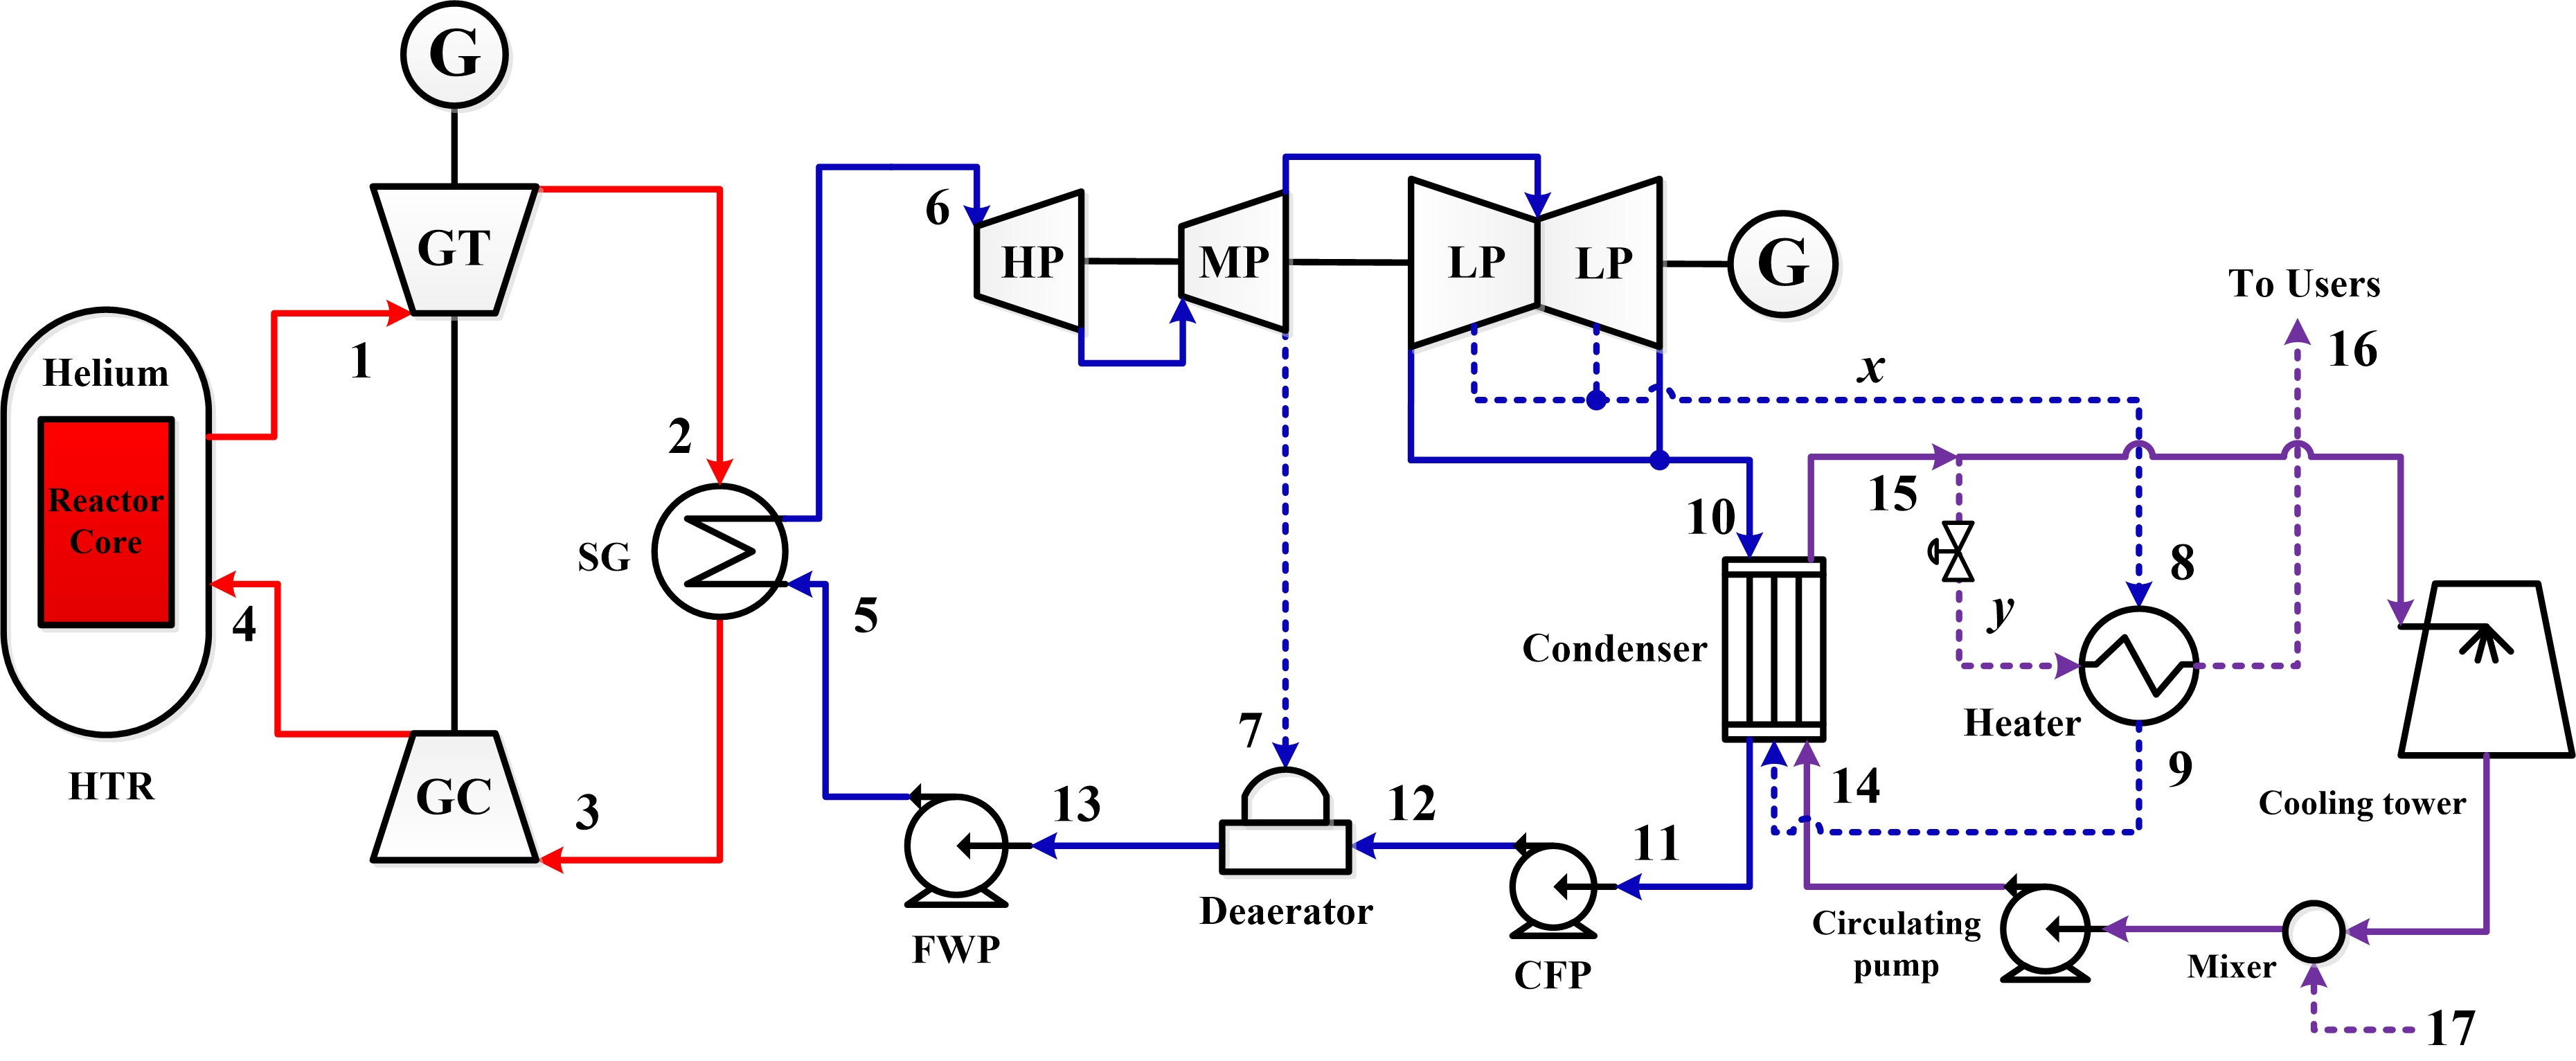 G
GT
Helium
Reactor
Core
HTR
1
2
3
4
GC
SG
5
6
HP
MP
LP
LP
G
x
To Users
16
15
10
8
y
Condenser
Heater
7
9
14
Cooling tower
13
12
11
FWP
Deaerator
CFP
Circulating
pump
Mixer
17